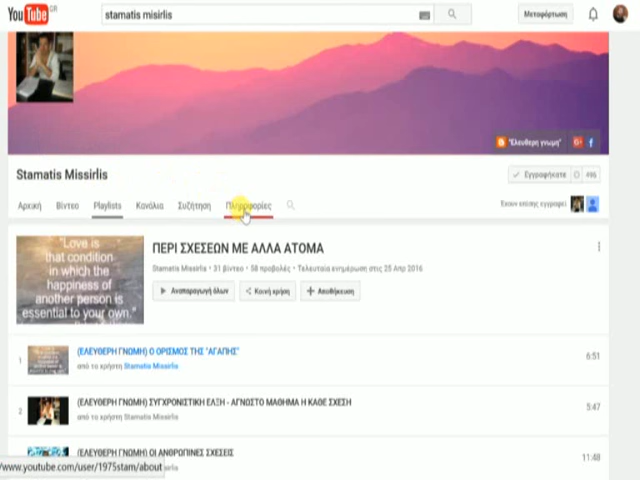 YouTube GR
stamatis misirlis
Μεταφόρτωση
"Ελευθερη γνωμη"
Stamatis Missirlis
Εγγραφήκατε
496
Αρχική Βίντεο Playlists Κανάλια Συζήτηση Πληροφορίες
Έχουν επίσης εγγραφεί
"Love is
that condition
in which the
happiness of
another person is
essential to your own."
ΠΕΡΙ ΣΧΕΣΕΩΝ ΜΕ ΑΛΛΑ ΑΤΟΜΑ
Stamatis Missirlis • 31 βίντεο • 58 προβολές • Τελευταία ενημέρωση στις 25 Απρ 2016
Αναπαραγωγή όλων Κοινή χρήση Αποθήκευση
1
(ΕΛΕΥΘΕΡΗ ΓΝΩΜΗ) Ο ΟΡΙΣΜΟΣ ΤΗΣ "ΑΓΑΠΗΣ"
6:51
από το χρήστη Stamatis Missirlis
2
(ΕΛΕΥΘΕΡΗ ΓΝΩΜΗ) ΣΥΓΧΡΟΝΙΣΤΙΚΗ ΕΛΞΗ - ΑΓΝΩΣΤΟ ΜΑΘΗΜΑ Η ΚΑΘΕ ΣΧΕΣΗ
5:47
από το χρήστη Stamatis Missirlis
(ΕΛΕΥΘΕΡΗ ΓΝΩΜΗ) ΟΙ ΑΝΘΡΩΠΙΝΕΣ ΣΧΕΣΕΙΣ
11:48
/www.youtube.com/user/1975stam/about